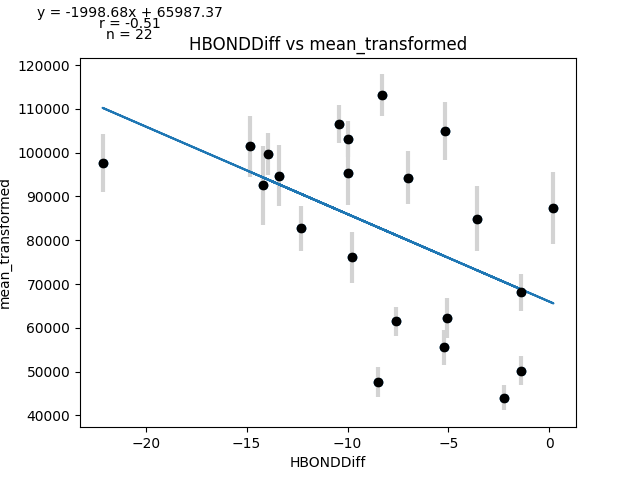 y = -1998.68x + 65987.37
r = -0.51
n = 22
HBONDDiff vs mean_transformed
120000
110000
100000
90000
80000
70000
60000
50000
40000
mean_transformed
−20
−15
−10
−5
0
HBONDDiff